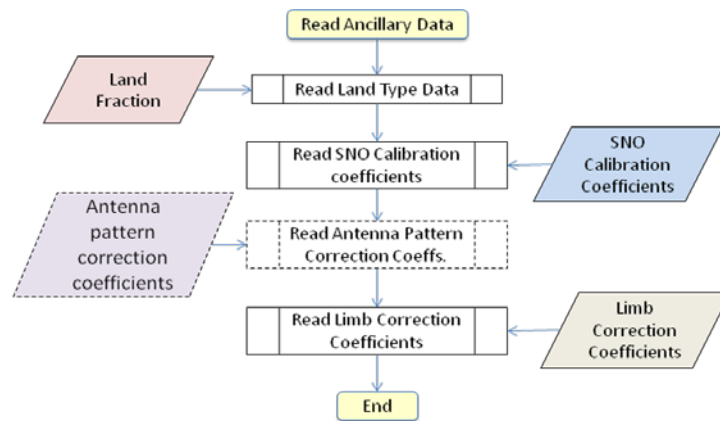 Read Ancillary Data
Land
Fraction
Read Land Type Data
Read SNO Calibration
coefficients
SNO
Calibration
Coefficients
Antenna
pattern
correction
coefficients
Read Antenna Pattern
Correction Coeffs.
Read Limb Correction
Coefficients
Limb
Correction
Coefficients
End